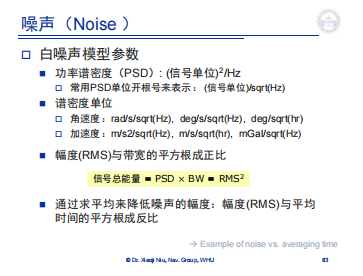 噪声（Noise ）
白噪声模型参数
功率谱密度（PSD）: (信号单位)²/Hz
常用PSD单位开根号来表示： (信号单位)/sqrt(Hz)
谱密度单位
角速度：rad/s/sqrt(Hz)，deg/s/sqrt(Hz)，deg/sqrt(hr)
加速度：m/s2/sqrt(Hz)，m/s/sqrt(hr)，mGal/sqrt(Hz)
幅度(RMS)与带宽的平方根成正比
信号总能量 = PSD × BW = RMS²
通过求平均来降低噪声的幅度：幅度(RMS)与平均
时间的平方根成反比
→ Example of noise vs. averaging time
© Dr. Xiaoji Niu, Nav. Group, WHU
83